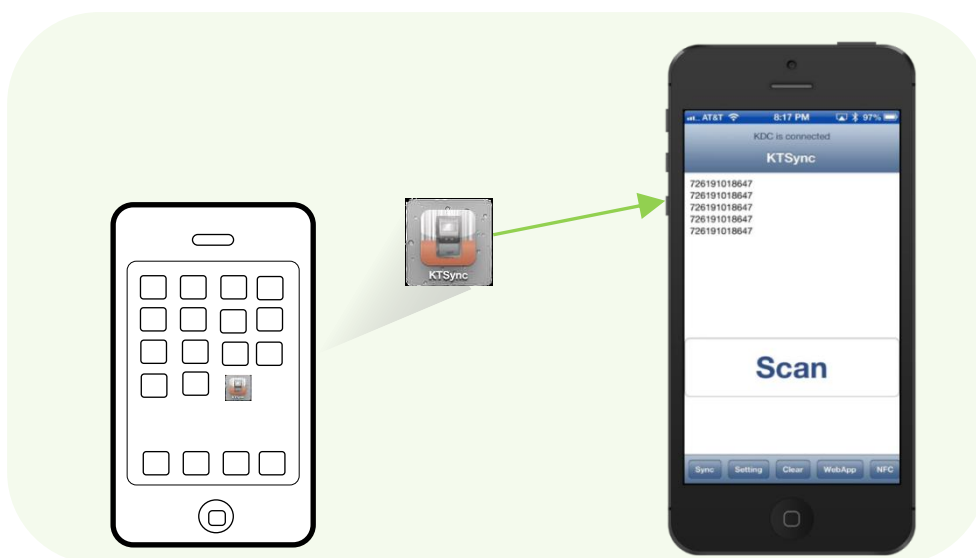 KTSync
AT&T 8:17 PM 97%
KDC is connected
KTSync
726191018647
726191018647
726191018647
726191018647
726191018647
Scan
Sync Setting Clear WebApp NFC